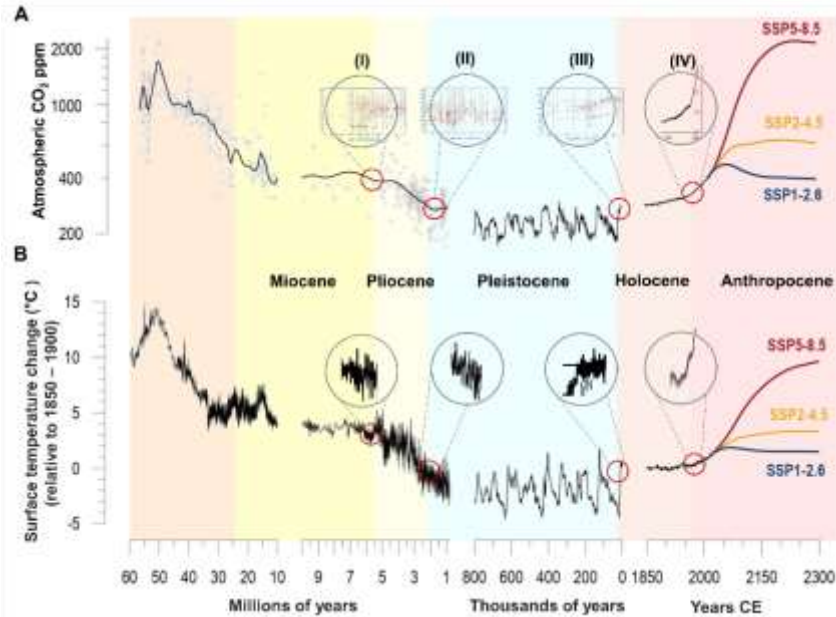 A
Atmospheric CO₂ ppm
2000
1000
400
200
(I)
(II)
(III)
(IV)
SSP5-8.5
SSP2-4.5
SSP1-2.6
B
Miocene
Pliocene
Pleistocene
Holocene
Anthropocene
Surface temperature change (°C)
(relative to 1850 – 1900)
15
10
5
0
-5
SSP5-8.5
SSP2-4.5
SSP1-2.6
60 50 40 30 20 10 9 7 5 3 1 800 600 400 200 0 1850 2000 2150 2300
Millions of years
Thousands of years
Years CE